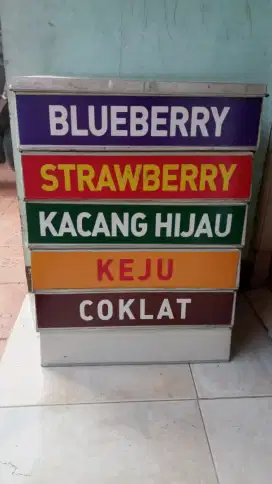 BLUEBERRY
STRAWBERRY
KACANG HIJAU
KEJU
COKLAT